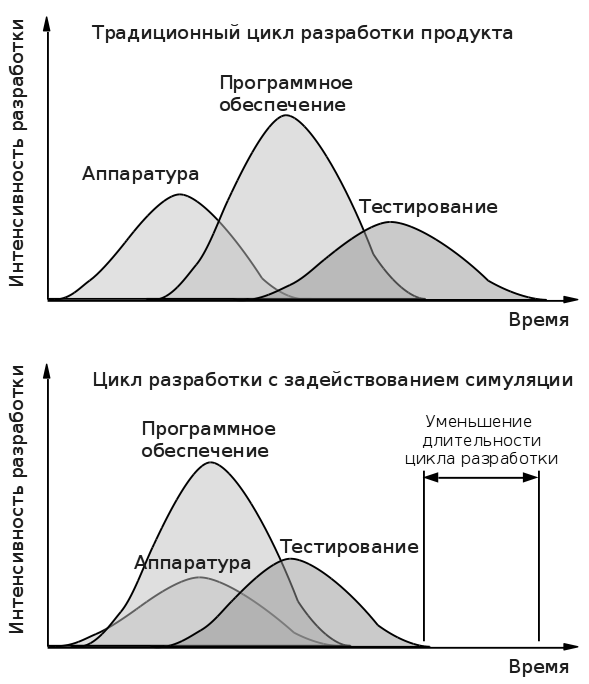 Традиционный цикл разработки продукта
Интенсивность разработки
Программное
обеспечение
Аппаратура
Тестирование
Время
Цикл разработки с задействованием симуляции
Интенсивность разработки
Уменьшение
длительности
цикла разработки
Программное
обеспечение
Тестирование
Аппаратура
Время